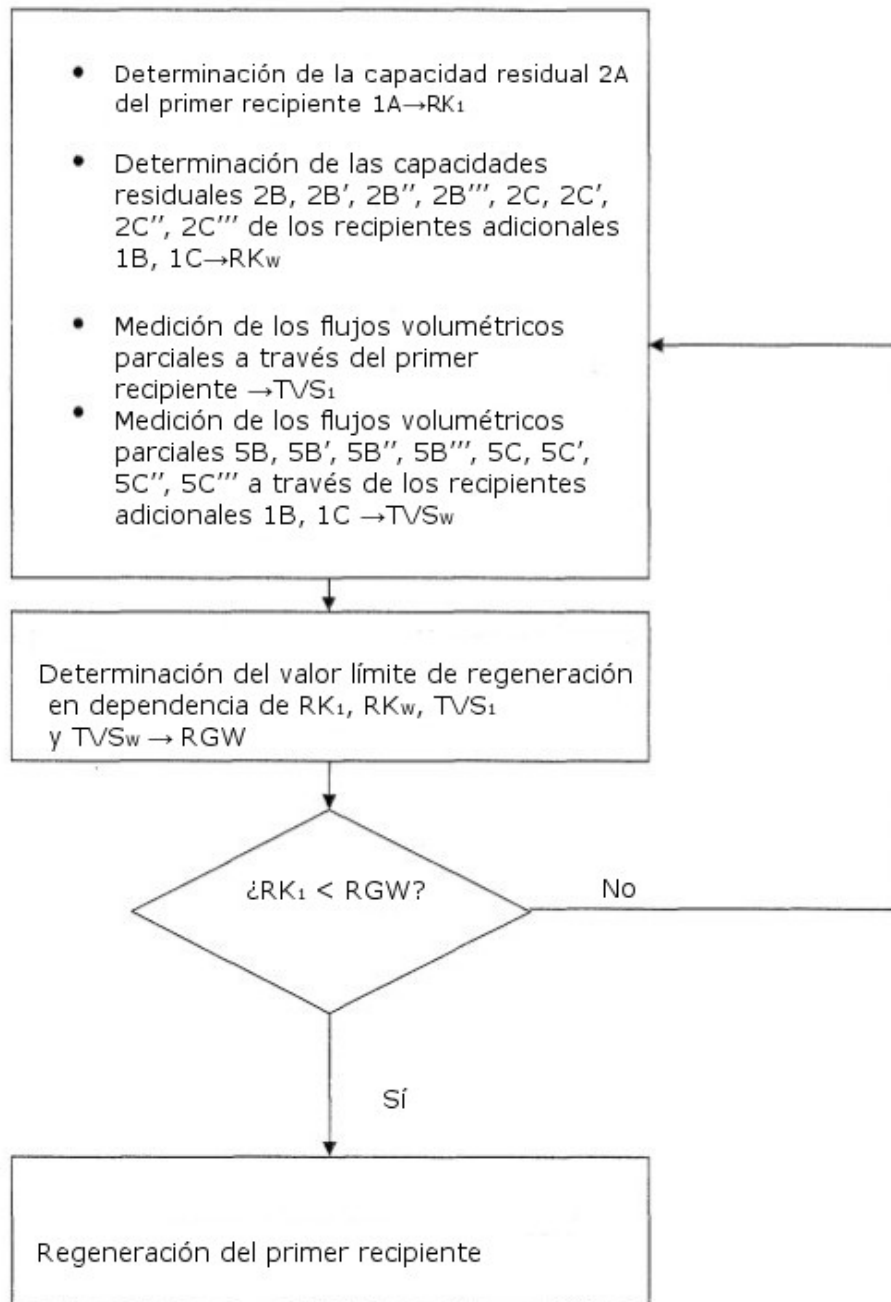 • Determinación de la capacidad residual 2A
del primer recipiente 1A→RK₁
• Determinación de las capacidades
residuales 2B, 2B′, 2B′′, 2B′′′, 2C, 2C′,
2C′′, 2C′′′ de los recipientes adicionales
1B, 1C→RKw
• Medición de los flujos volumétricos
parciales a través del primer
recipiente →TVS₁
• Medición de los flujos volumétricos
parciales 5B, 5B′, 5B′′, 5B′′′, 5C, 5C′,
5C′′, 5C′′′ a través de los recipientes
adicionales 1B, 1C →TVSw
Determinación del valor límite de regeneración
en dependencia de RK₁, RKw, TVS₁
y TVSw → RGW
¿RK₁ < RGW?
No
Sí
Regeneración del primer recipiente